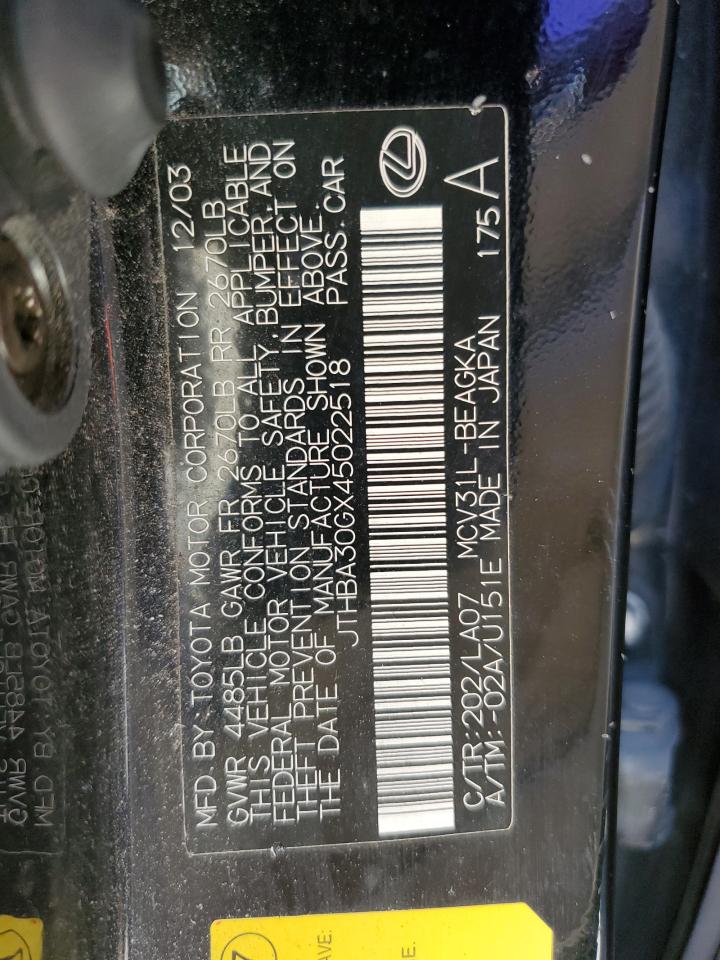 MFD BY: TOYOTA MOTOR CORPORATION 12/03
GVWR 4485LB GAWR FR 2670LB RR 2670LB
THIS VEHICLE CONFORMS TO ALL APPLICABLE
FEDERAL MOTOR VEHICLE SAFETY, BUMPER, AND
THEFT PREVENTION STANDARDS IN EFFECT ON
THE DATE OF MANUFACTURE SHOWN ABOVE.
JTHBA30GX45022518 PASS. CAR
C/TR: 202/LA07 MCV31L-BEAGKA
A/TM: -02A/U151E MADE IN JAPAN 175 A
AVE:
E.